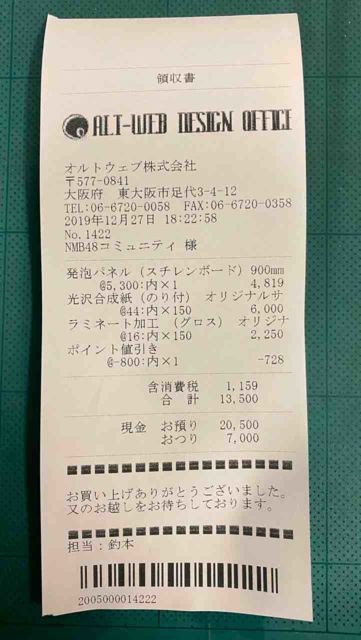 領収書
ALT-WEB DESIGN OFFICE
オルトウェブ株式会社
〒577-0841
大阪府 東大阪市足代3-4-12
TEL:06-6720-0058 FAX:06-6720-0358
2019年12月27日 18:22:58
No.1422
NMB48コミュニティ 様
発泡パネル (スチレンボード) 900mm
@5,300:内×1 4,819
光沢合成紙 (のり付) オリジナルサ
@44:内×150 6,000
ラミネート加工 (グロス) オリジナ
@16:内×150 2,250
ポイント値引き
@-800:内×1 -728
含消費税 1,159
合 計 13,500
現金 お預り 20,500
おつり 7,000
お買い上げありがとうございました。
又のお越しをお待ちしております。
担当:釣本
2005000014222